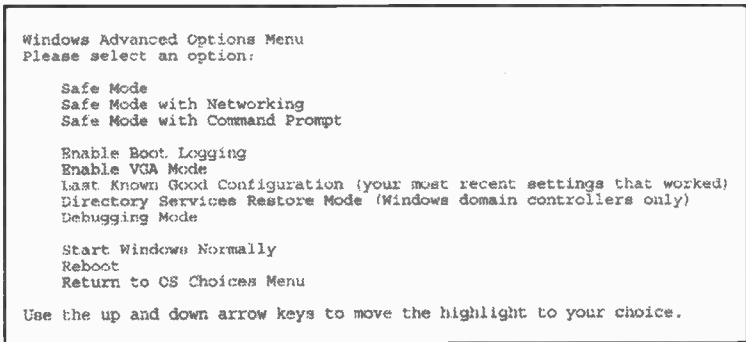 Windows Advanced Options Menu
Please select an option:
Safe Mode
Safe Mode with Networking
Safe Mode with Command Prompt
Enable Boot Logging
Enable VGA Mode
Last Known Good Configuration (your most recent settings that worked)
Directory Services Restore Mode (Windows domain controllers only)
Debugging Mode
Start Windows Normally
Reboot
Return to OS Choices Menu
Use the up and down arrow keys to move the highlight to your choice.